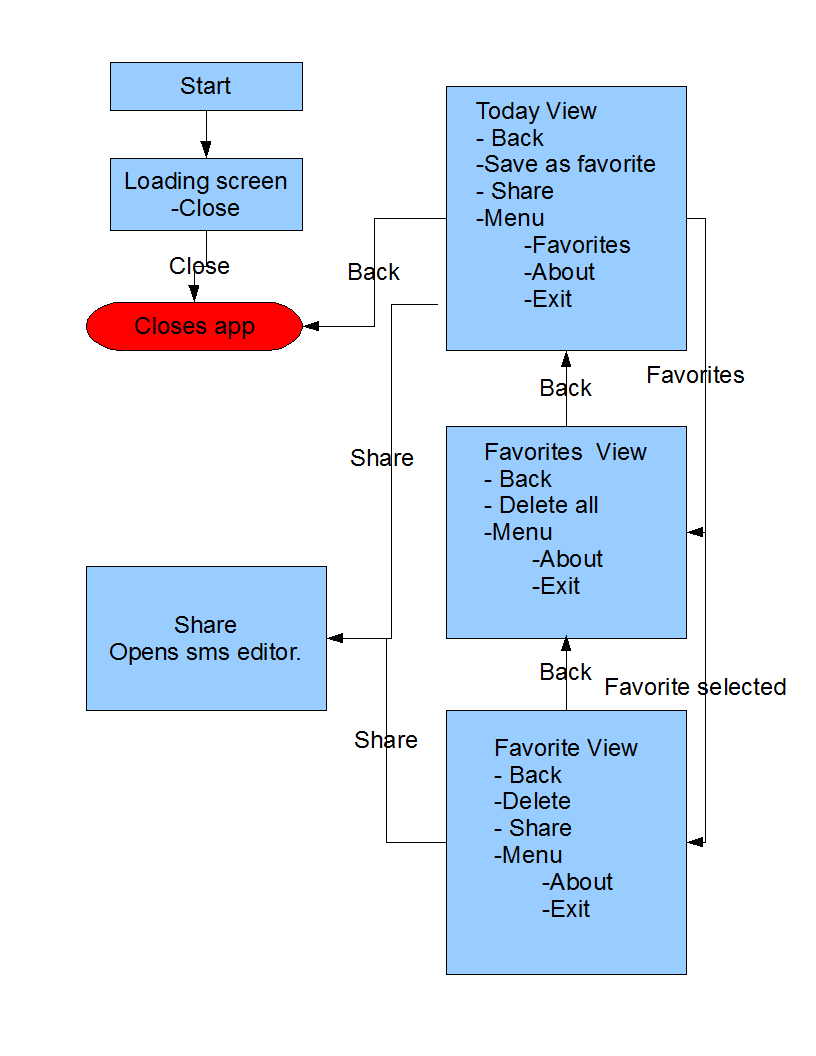 Start
Loading screen
-Close
Close
Closes app
Today View
- Back
-Save as favorite
- Share
-Menu
-Favorites
-About
-Exit
Back
Favorites
Back
Share
Favorites  View
- Back
- Delete all
-Menu
-About
-Exit
Share
Opens sms editor.
Back
Favorite selected
Share
Favorite View
- Back
-Delete
- Share
-Menu
-About
-Exit